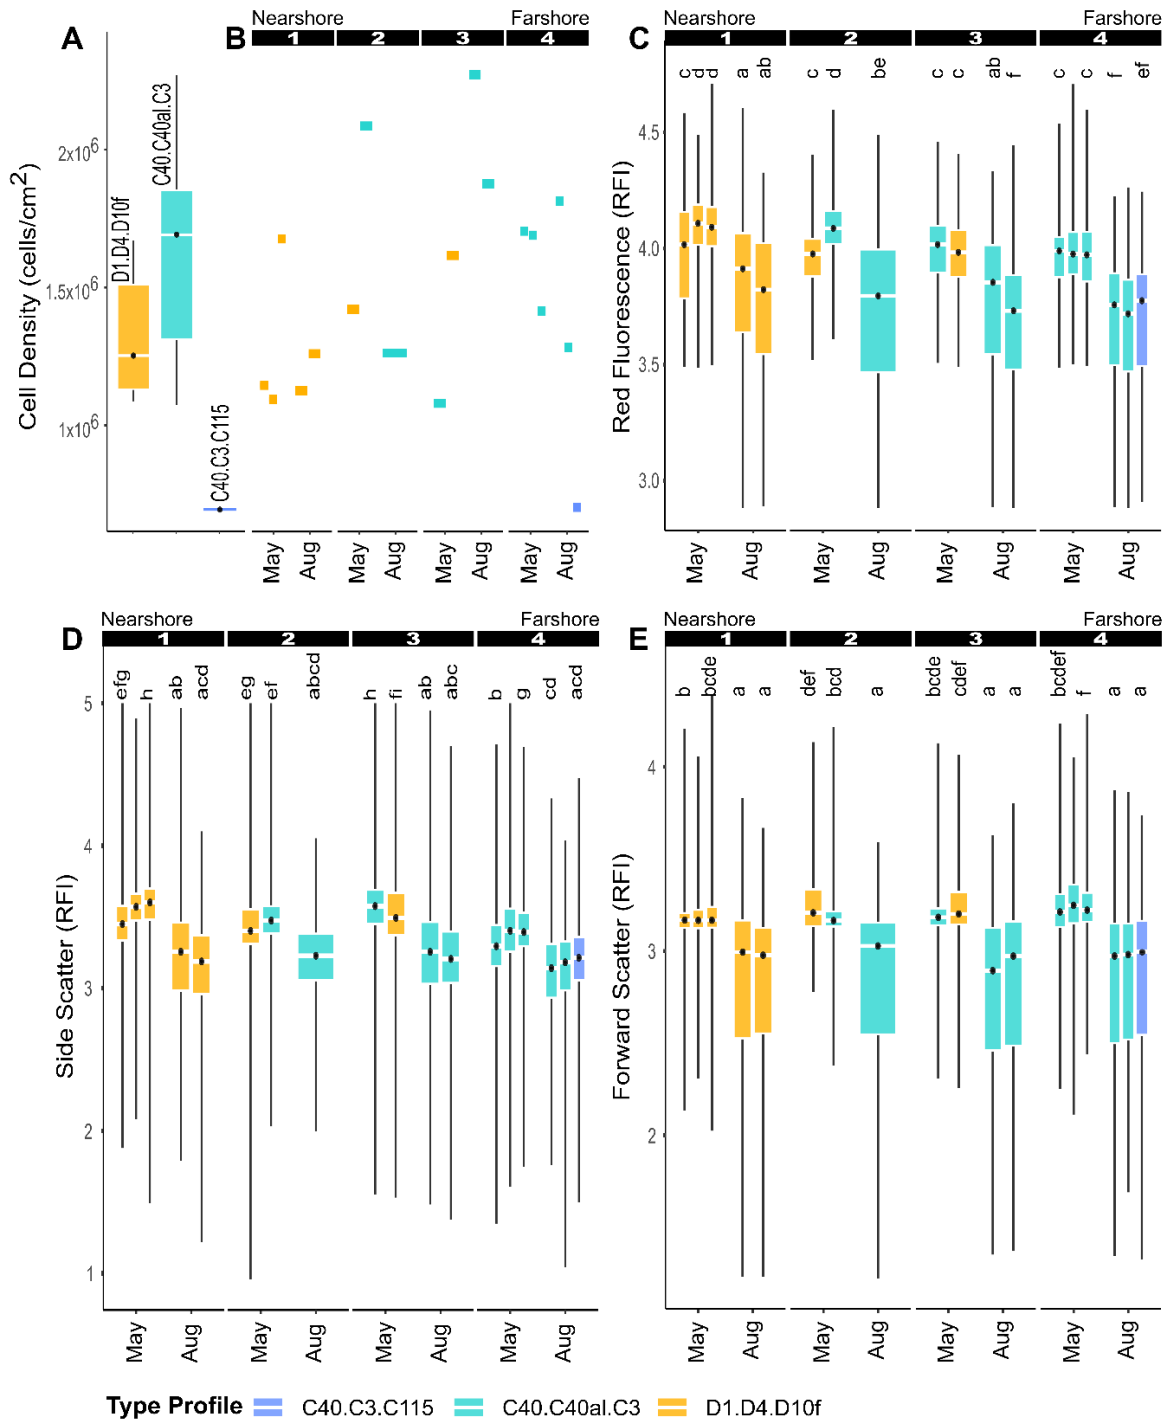 A
B
Nearshore
Farshore
1
2
3
4
Cell Density (cells/cm2)
2x10^6
1.5x10^6
1x10^6
D1.D4.D10f
C40.C40al.C3
C40.C3.C115
May
Aug
May
Aug
May
Aug
May
Aug
C
Nearshore
Farshore
1
2
3
4
c d d a ab c d be c c ab f c c f ef
Red Fluorescence (RFI)
4.5
4.0
3.5
3.0
May
Aug
May
Aug
May
Aug
May
Aug
D
Nearshore
Farshore
1
2
3
4
efg h ab acd eg ef abcd h fi ab abc b g cd acd
Side Scatter (RFI)
5
4
3
2
1
May
Aug
May
Aug
May
Aug
May
Aug
E
Nearshore
Farshore
1
2
3
4
b bcde a a def bcd a bcde cdef a a bcdef f a a
Forward Scatter (RFI)
4
3
2
May
Aug
May
Aug
May
Aug
May
Aug
Type Profile C40.C3.C115 C40.C40al.C3 D1.D4.D10f